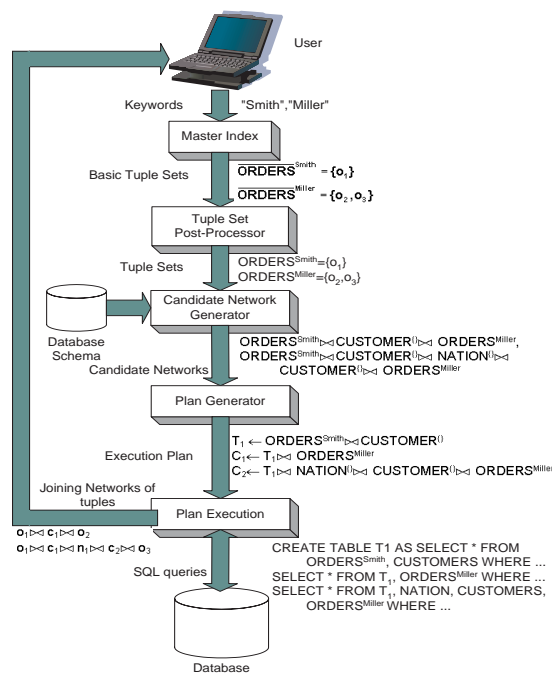 User
Keywords "Smith","Miller"
Master Index
Basic Tuple Sets
ORDERS^Smith = {o₁}
ORDERS^Miller = {o₂,o₃}
Tuple Set
Post-Processor
Tuple Sets
ORDERS^Smith={o₁}
ORDERS^Miller={o₂,o₃}
Candidate Network
Generator
Database
Schema
Candidate Networks
ORDERS^Smith⋈CUSTOMER^{}⋈ ORDERS^Miller,
ORDERS^Smith⋈CUSTOMER^{}⋈ NATION^{}⋈
CUSTOMER^{}⋈ ORDERS^Miller
Plan Generator
Execution Plan
T₁ ← ORDERS^Smith⋈CUSTOMER^{}
C₁← T₁⋈ ORDERS^Miller
C₂← T₁⋈ NATION^{}⋈ CUSTOMER^{}⋈ ORDERS^Miller
Joining Networks of
tuples
Plan Execution
o₁⋈ c₁⋈ o₂
o₁⋈ c₁⋈ n₁⋈ c₂⋈ o₃
SQL queries
CREATE TABLE T1 AS SELECT * FROM
ORDERS^Smith, CUSTOMERS WHERE ...
SELECT * FROM T₁, ORDERS^Miller WHERE ...
SELECT * FROM T₁, NATION, CUSTOMERS,
ORDERS^Miller WHERE ...
Database